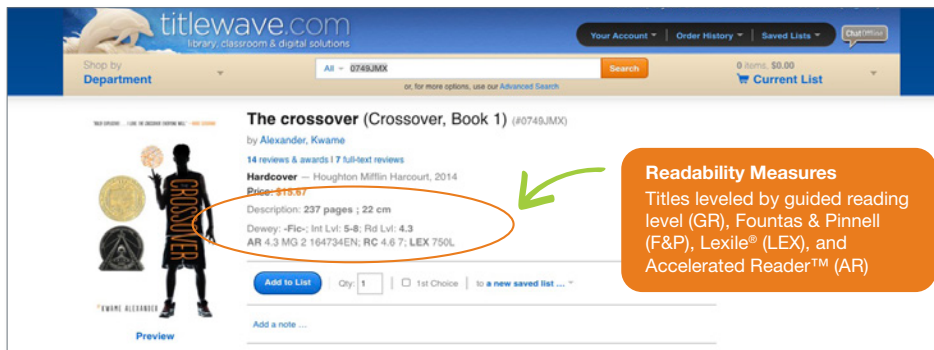 titlewave.com
library, classroom & digital solutions
Your Account Order History Saved Lists Chat Offline
Shop by
Department
All 0749JMX Search
or, for more options, use our Advanced Search
0 items, $0.00
Current List
The crossover (Crossover, Book 1) (#0749JMX)
by Alexander, Kwame
14 reviews & awards | 7 full-text reviews
Hardcover — Houghton Mifflin Harcourt, 2014
Price: $15.67
Description: 237 pages ; 22 cm
Dewey: -Fic-; Int Lvl: 5-8; Rd Lvl: 4.3
AR 4.3 MG 2 164734EN; RC 4.6 7; LEX 750L
Add to List Qty: 1 1st Choice to a new saved list ...
Add a note ...
CROSSOVER
KWAME ALEXANDER
Preview
Readability Measures
Titles leveled by guided reading
level (GR), Fountas & Pinnell
(F&P), Lexile® (LEX), and
Accelerated Reader™ (AR)